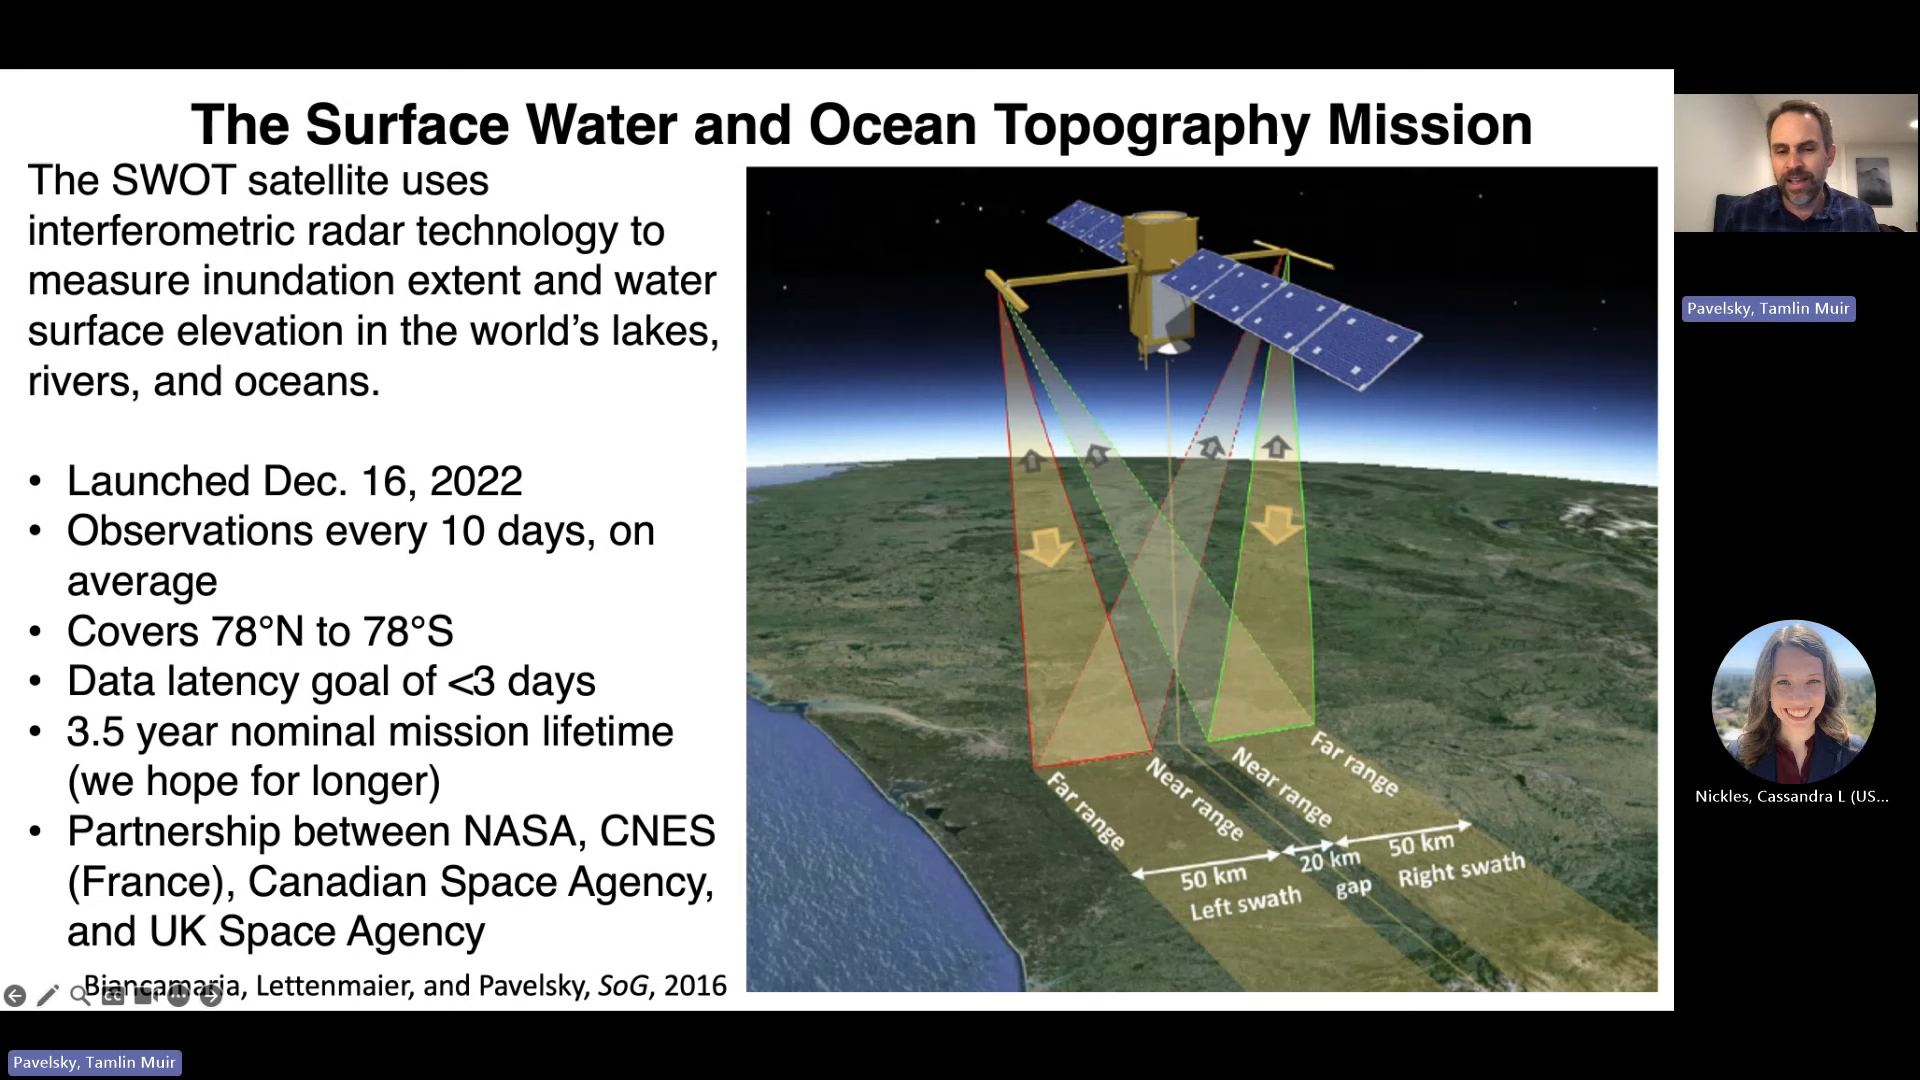 The Surface Water and Ocean Topography Mission
The SWOT satellite uses
interferometric radar technology to
measure inundation extent and water
surface elevation in the world’s lakes,
rivers, and oceans.
• Launched Dec. 16, 2022
• Observations every 10 days, on
average
• Covers 78°N to 78°S
• Data latency goal of <3 days
• 3.5 year nominal mission lifetime
(we hope for longer)
• Partnership between NASA, CNES
(France), Canadian Space Agency,
and UK Space Agency
Biancamaria, Lettenmaier, and Pavelsky, SoG, 2016
Far range
Near range
Near range
Far range
50 km
Left swath
20 km
gap
50 km
Right swath
Pavelsky, Tamlin Muir
Nickles, Cassandra L (US...
Pavelsky, Tamlin Muir